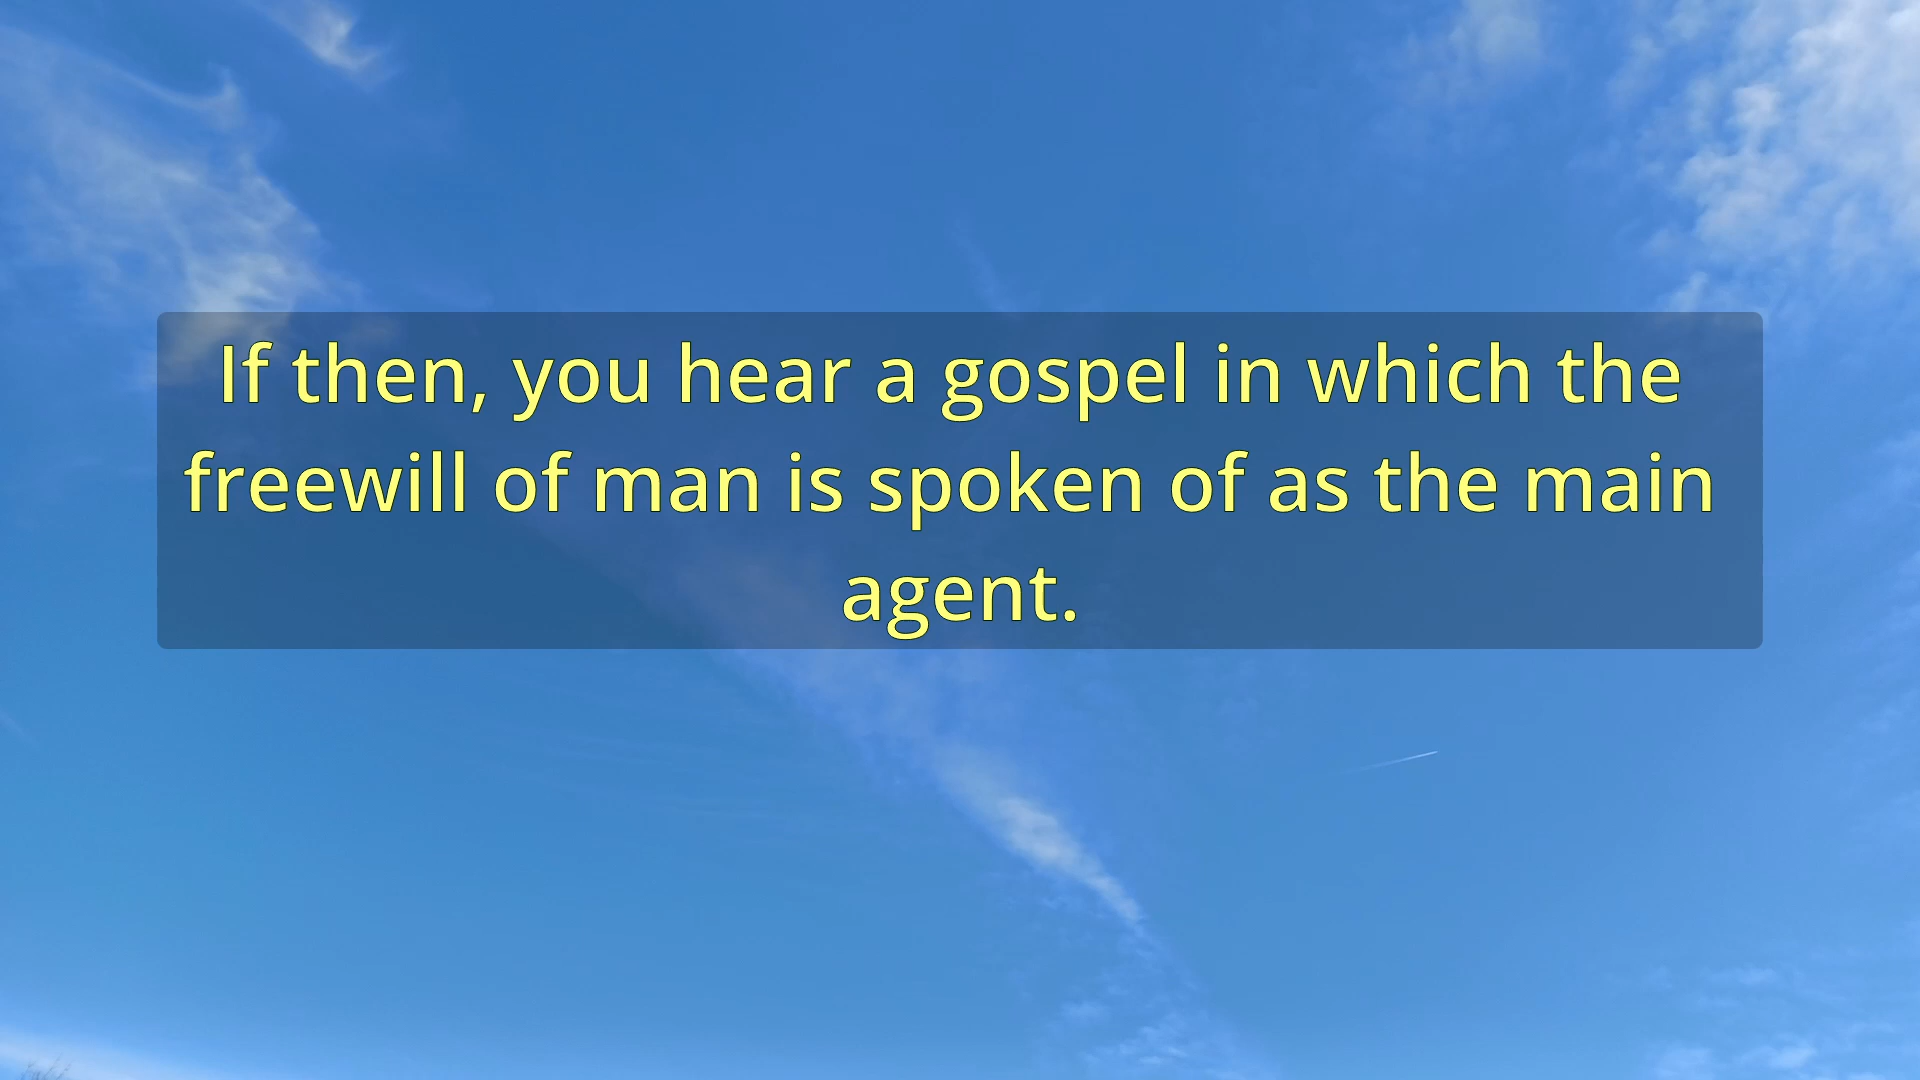 If then, you hear a gospel in which the
freewill of man is spoken of as the main
agent.